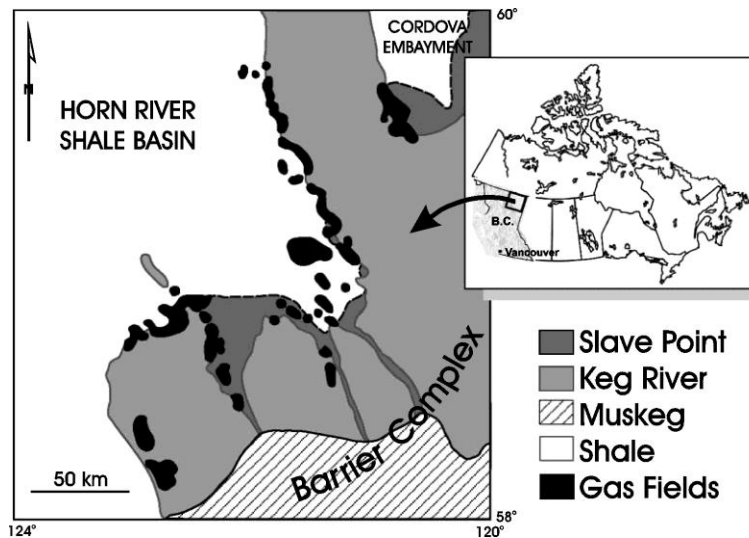 60°
CORDOVA
EMBAYMENT
N
HORN RIVER
SHALE BASIN
B.C.
Vancouver
Barrier Complex
50 km
124°
58°
120°
Slave Point
Keg River
Muskeg
Shale
Gas Fields